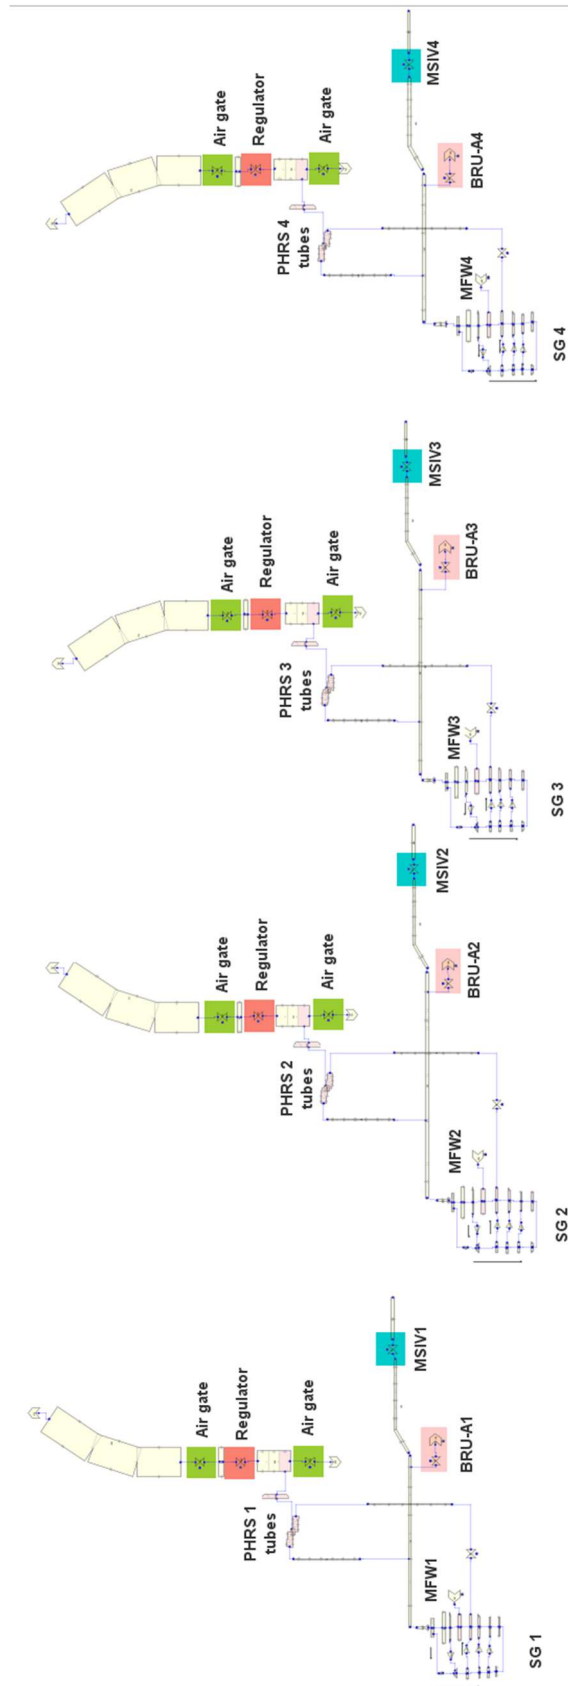 Air gate
Regulator
Air gate
PHRS 4
tubes
MSIV4
BRU-A4
MFW4
SG 4
Air gate
Regulator
Air gate
PHRS 3
tubes
MSIV3
BRU-A3
MFW3
SG 3
Air gate
Regulator
Air gate
PHRS 2
tubes
MSIV2
BRU-A2
MFW2
SG 2
Air gate
Regulator
Air gate
PHRS 1
tubes
MSIV1
BRU-A1
MFW1
SG 1